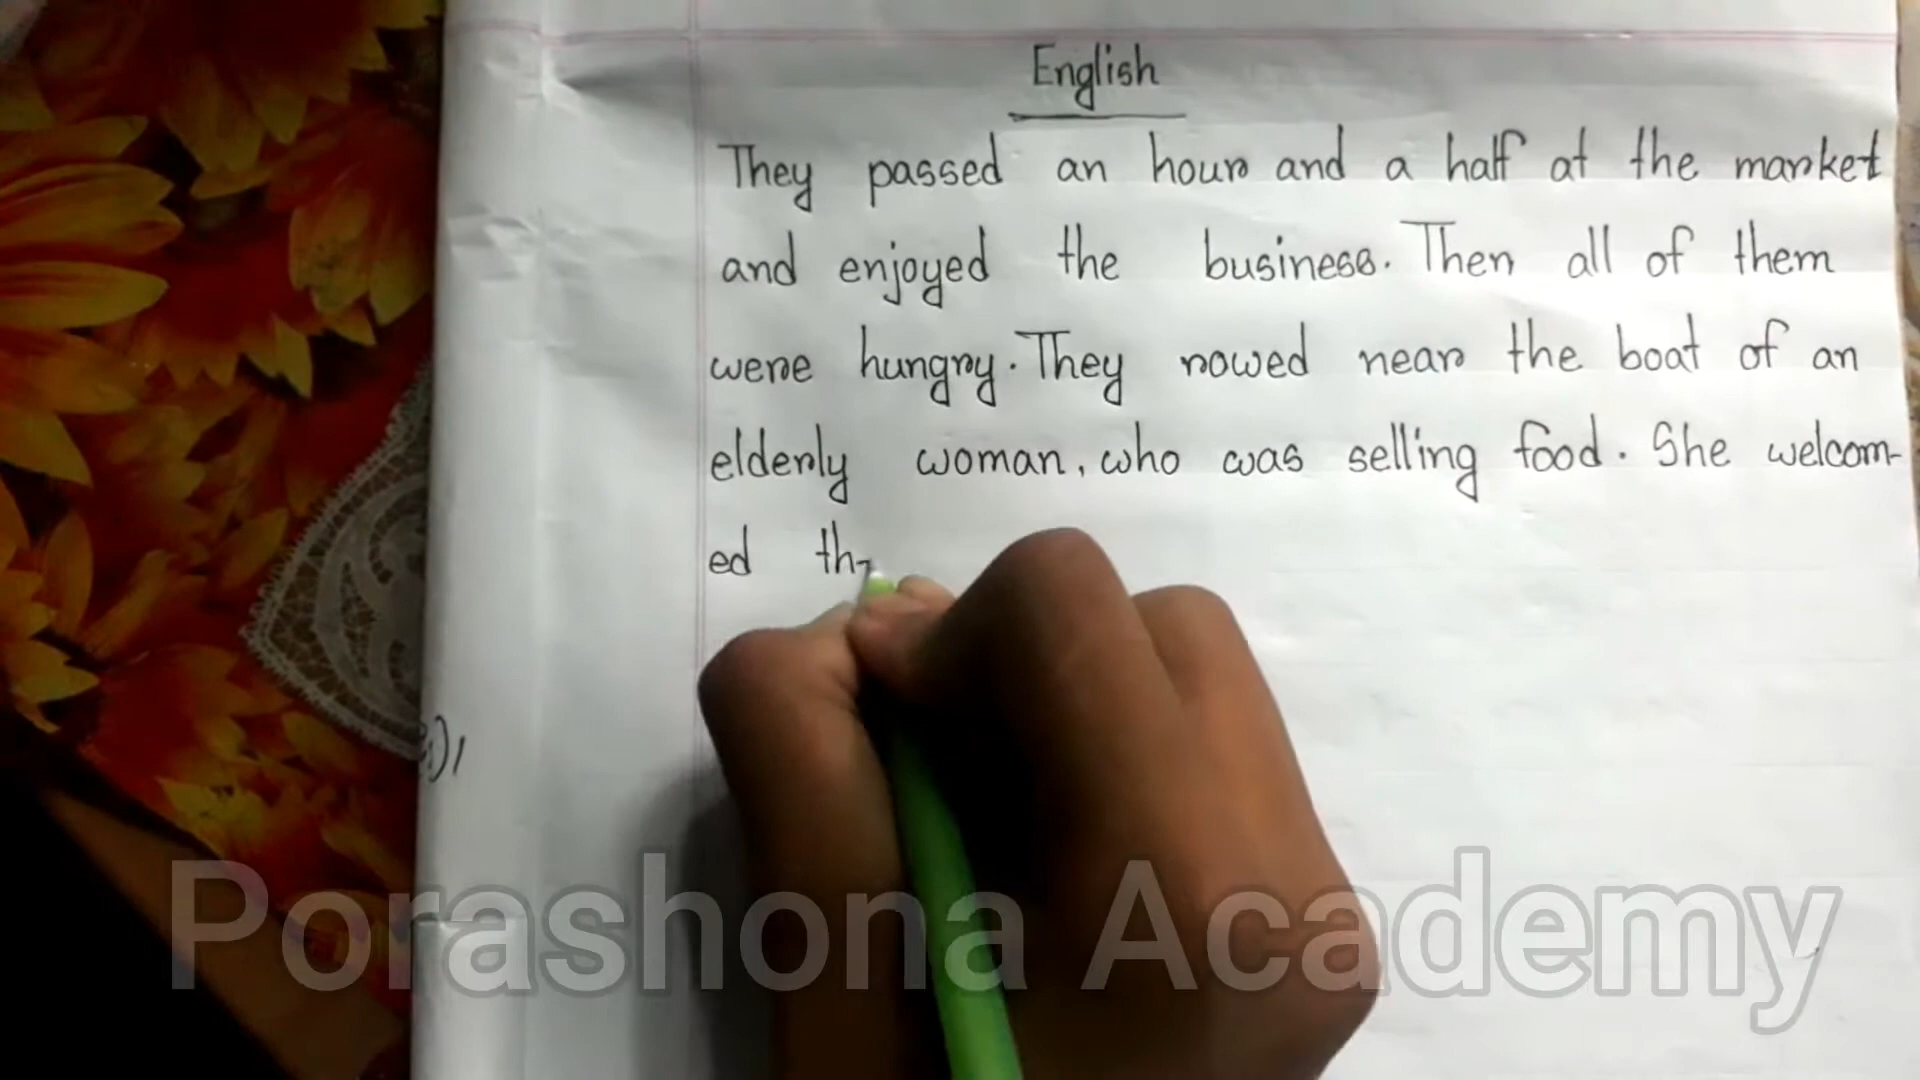 English
They passed an hour and a half at the market
and enjoyed the business. Then all of them
were hungry. They rowed near the boat of an
elderly woman, who was selling food. She welcom-
ed th
Porashona Academy